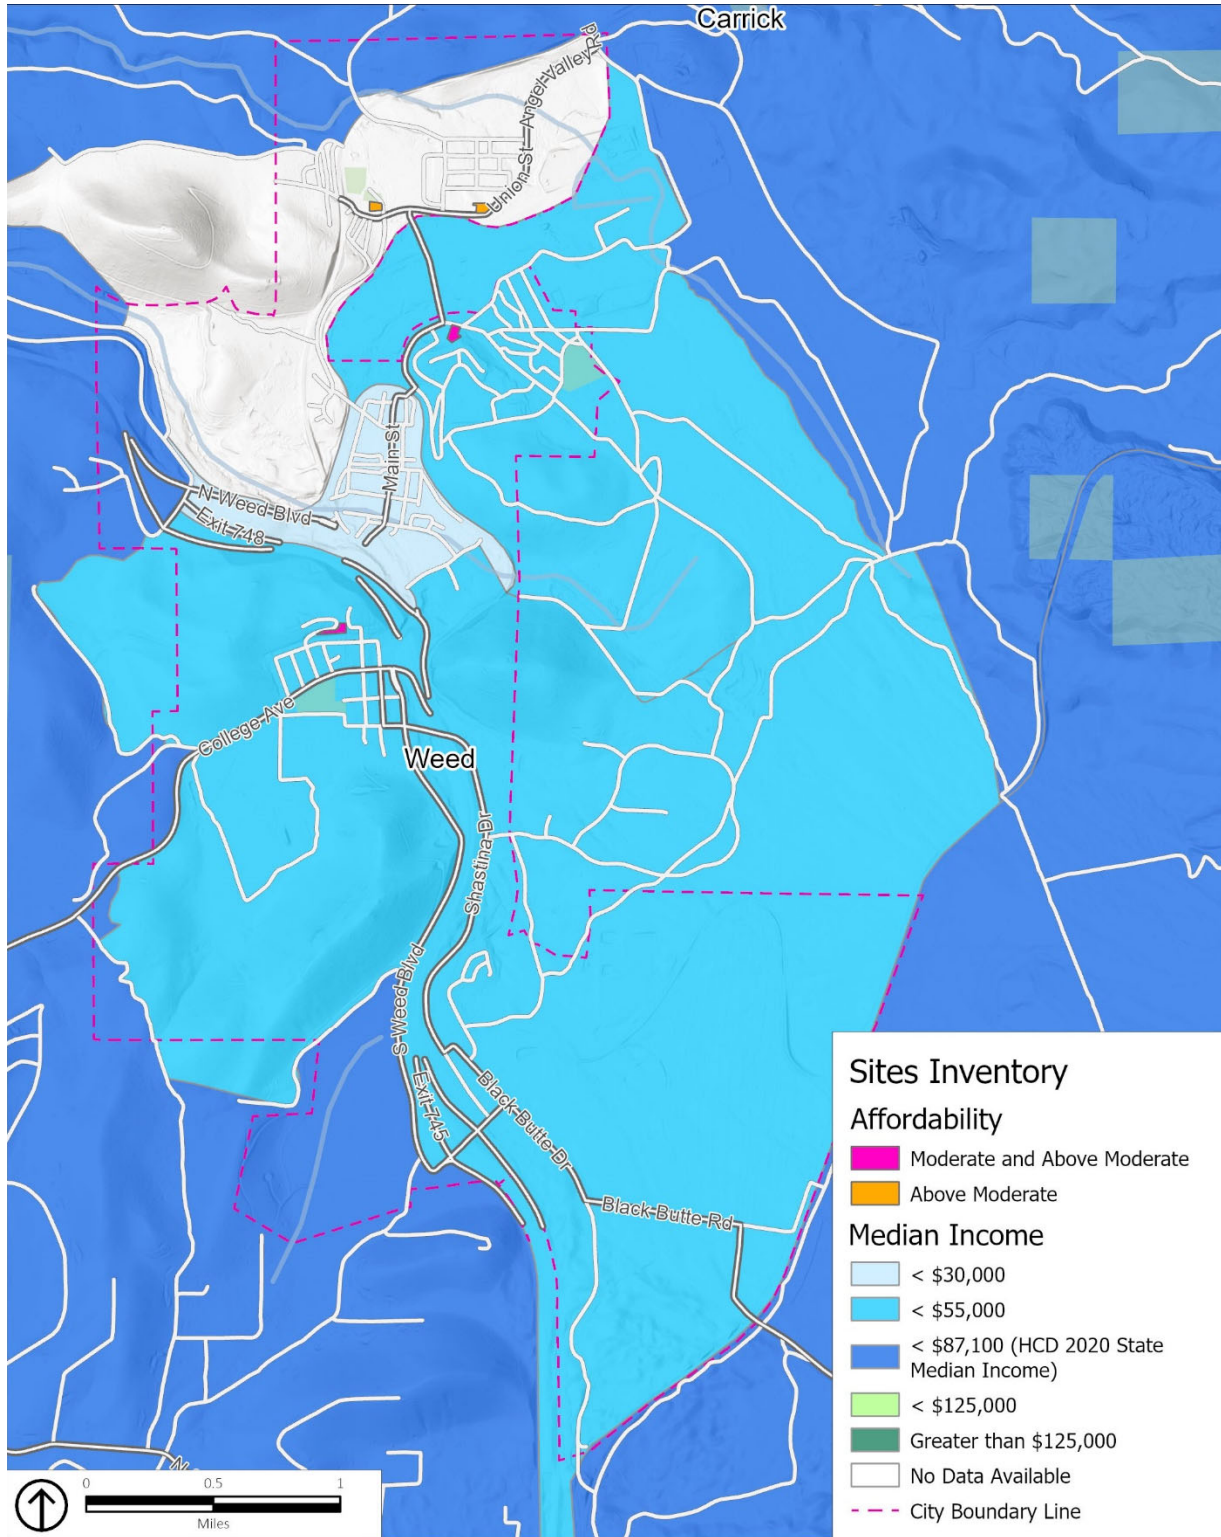 Carrick
Union St
Angel Valley Rd
Main St
N Weed Blvd
Exit 748
College Ave
Weed
Shastina Dr
S Weed Blvd
Exit 745
Black Butte Dr
Black Butte Rd
N
Sites Inventory
Affordability
Moderate and Above Moderate
Above Moderate
Median Income
< $30,000
< $55,000
< $87,100 (HCD 2020 State
Median Income)
< $125,000
Greater than $125,000
No Data Available
City Boundary Line
0 0.5 1
Miles